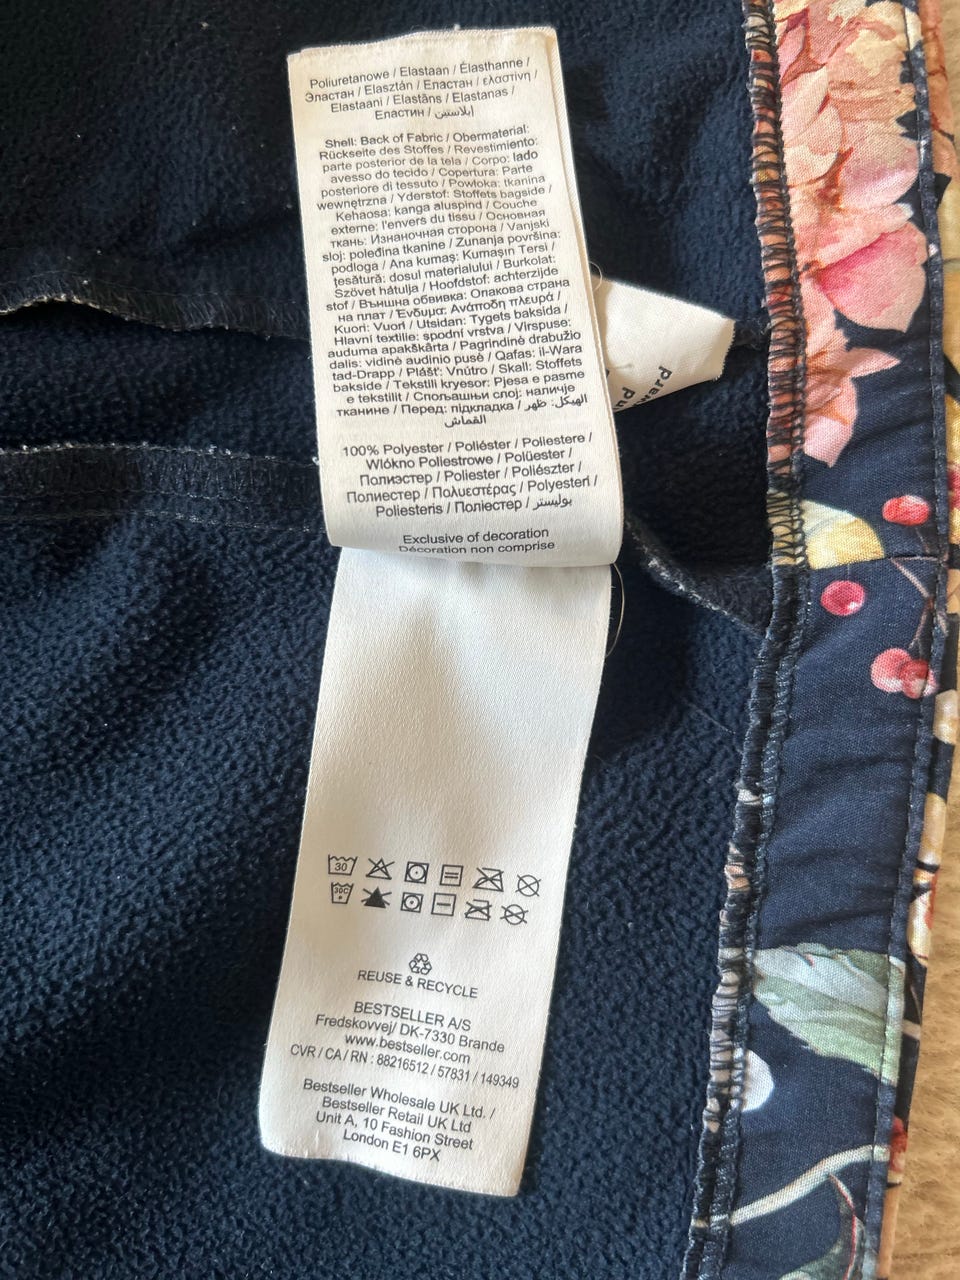 Poliuretanowe / Elastaan / Élasthanne /
Эластан / Elasztán / Еластан / ελαστίνη /
Elastaani / Elastāns / Elastanas /
Еластин / إيلاستين
Shell: Back of Fabric / Obermaterial:
Rückseite des Stoffes / Revestimiento:
parte posterior de la tela / Corpo: lado
avesso do tecido / Copertura: Parte
posteriore di tessuto / Powłoka: tkanina
wewnętrzna / Yderstof: Stoffets bagside /
Kehaosa: kanga aluspind / Couche
externe: l'envers du tissu / Основная
ткань: Изнаночная сторона / Vanjski
sloj: poleđina tkanine / Zunanja površina:
podloga / Ana kumaş: Kumaşın Tersi /
țesătură: dosul materialului / Burkolat:
Szövet hátulja / Hoofdstof: achterzijde
stof / Външна обвивка: Опакова страна
на плат / Ένδυμα: Ανάποδη πλευρά /
Kuori: Vuori / Utsidan: Tygets baksida /
Hlavní textilie: spodní vrstva / Virspuse:
auduma apakškārta / Pagrindinė drabužio
dalis: vidinė audinio pusė / Qafas: il-Wara
tad-Drapp / Plášť: Vnútro / Skall: Stoffets
bakside / Tekstili kryesor: Pjesa e pasme
e tekstilit / Спољашњи слој: наличје
тканине / Перед: підкладка / الهيكل: ظهر
القماش
100% Polyester / Poliéster / Poliestere /
Włókno Poliestrowe / Polüester /
Полиэстер / Poliester / Poliészter /
Полиестер / Πολυεστέρας / Polyesteri /
Poliesteris / Поліестер / بوليستر
Exclusive of decoration
Décoration non comprise
nd
ward
30
30C
REUSE & RECYCLE
BESTSELLER A/S
Fredskovvej/ DK-7330 Brande
www.bestseller.com
CVR / CA / RN : 88216512 / 57831 / 149349
Bestseller Wholesale UK Ltd. /
Bestseller Retail UK Ltd
Unit A, 10 Fashion Street
London E1 6PX